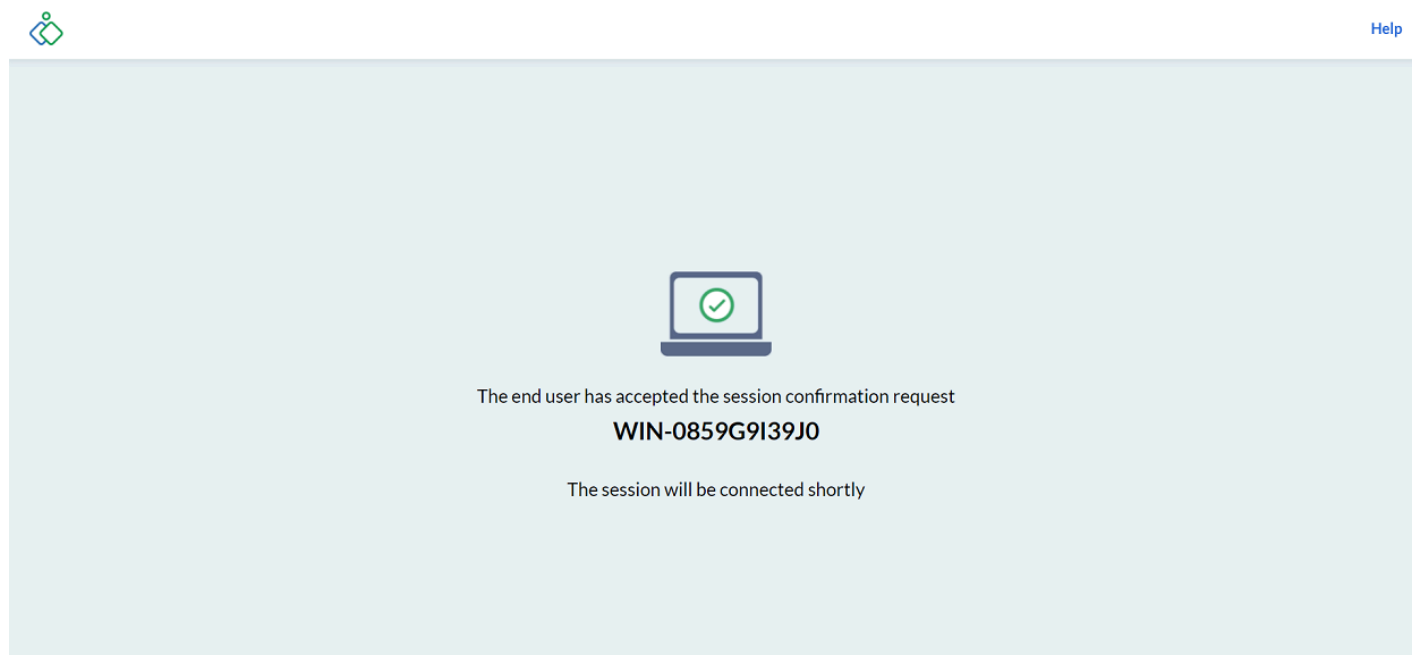 Help
The end user has accepted the session confirmation request
WIN-0859G9I39J0
The session will be connected shortly